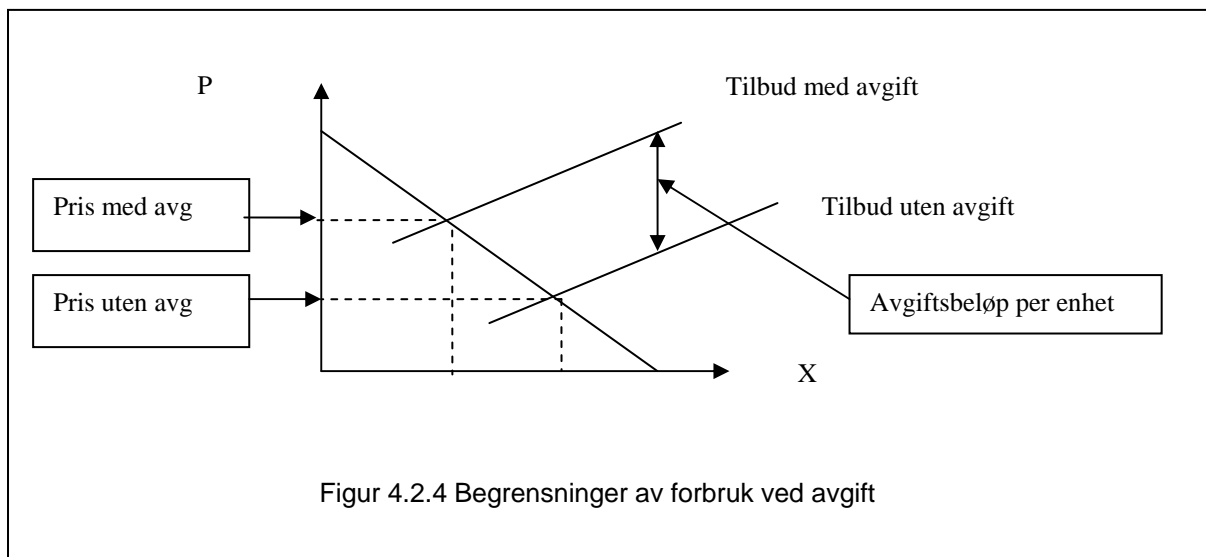 P
Tilbud med avgift
Pris med avg
Tilbud uten avgift
Pris uten avg
Avgiftsbeløp per enhet
X
Figur 4.2.4 Begrensninger av forbruk ved avgift